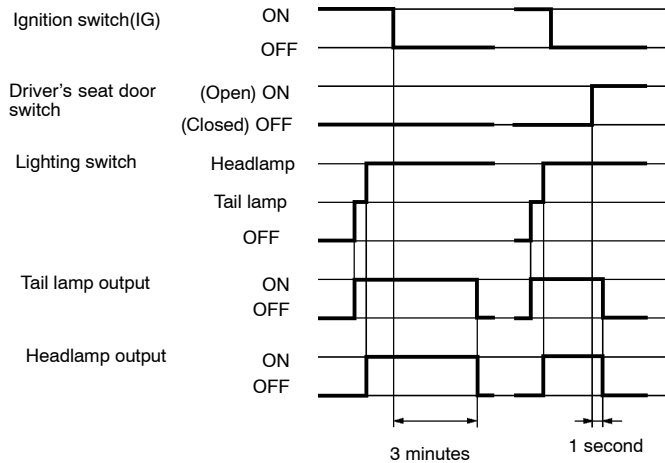 Ignition switch(IG) ON
OFF
Driver's seat door switch (Open) ON
(Closed) OFF
Lighting switch Headlamp
Tail lamp
OFF
Tail lamp output ON
OFF
Headlamp output ON
OFF
3 minutes 1 second